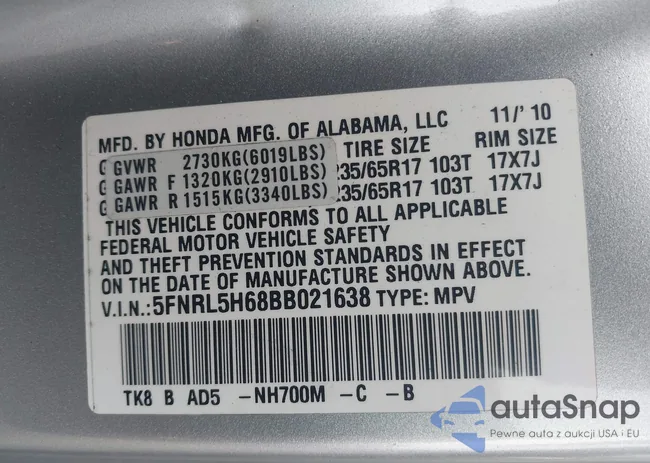 MFD. BY HONDA MFG. OF ALABAMA, LLC 11/' 10
TIRE SIZE RIM SIZE
G GVWR 2730KG(6019LBS)
G GAWR F 1320KG(2910LBS) 235/65R17 103T 17X7J
G GAWR R 1515KG(3340LBS) 235/65R17 103T 17X7J
THIS VEHICLE CONFORMS TO ALL APPLICABLE
FEDERAL MOTOR VEHICLE SAFETY
AND THEFT PREVENTION STANDARDS IN EFFECT
ON THE DATE OF MANUFACTURE SHOWN ABOVE.
V.I.N.:5FNRL5H68BB021638 TYPE: MPV
TK8 B AD5 -NH700M -C -B
autaSnap
Pewne auta z aukcji USA i EU